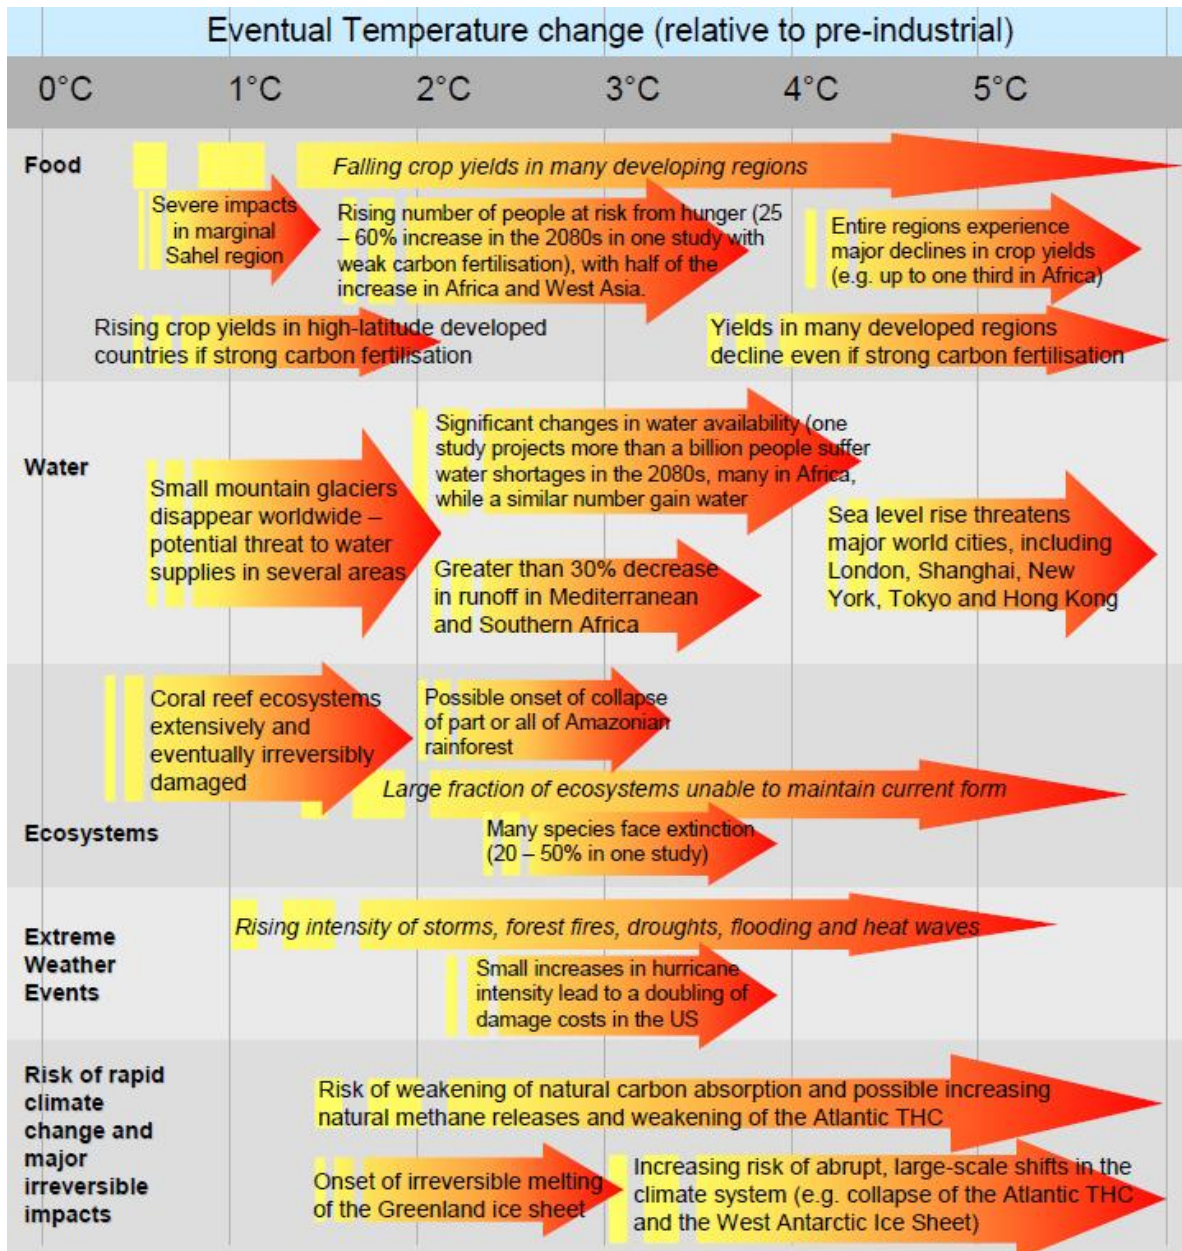 Eventual Temperature change (relative to pre-industrial)
0°C 1°C 2°C 3°C 4°C 5°C
Food
Falling crop yields in many developing regions
Severe impacts
in marginal
Sahel region
Rising number of people at risk from hunger (25
– 60% increase in the 2080s in one study with
weak carbon fertilisation), with half of the
increase in Africa and West Asia.
Entire regions experience
major declines in crop yields
(e.g. up to one third in Africa)
Rising crop yields in high-latitude developed
countries if strong carbon fertilisation
Yields in many developed regions
decline even if strong carbon fertilisation
Water
Small mountain glaciers
disappear worldwide –
potential threat to water
supplies in several areas
Significant changes in water availability (one
study projects more than a billion people suffer
water shortages in the 2080s, many in Africa,
while a similar number gain water
Greater than 30% decrease
in runoff in Mediterranean
and Southern Africa
Sea level rise threatens
major world cities, including
London, Shanghai, New
York, Tokyo and Hong Kong
Ecosystems
Coral reef ecosystems
extensively and
eventually irreversibly
damaged
Possible onset of collapse
of part or all of Amazonian
rainforest
Large fraction of ecosystems unable to maintain current form
Many species face extinction
(20 – 50% in one study)
Extreme
Weather
Events
Rising intensity of storms, forest fires, droughts, flooding and heat waves
Small increases in hurricane
intensity lead to a doubling of
damage costs in the US
Risk of rapid
climate
change and
major
irreversible
impacts
Risk of weakening of natural carbon absorption and possible increasing
natural methane releases and weakening of the Atlantic THC
Onset of irreversible melting
of the Greenland ice sheet
Increasing risk of abrupt, large-scale shifts in the
climate system (e.g. collapse of the Atlantic THC
and the West Antarctic Ice Sheet)